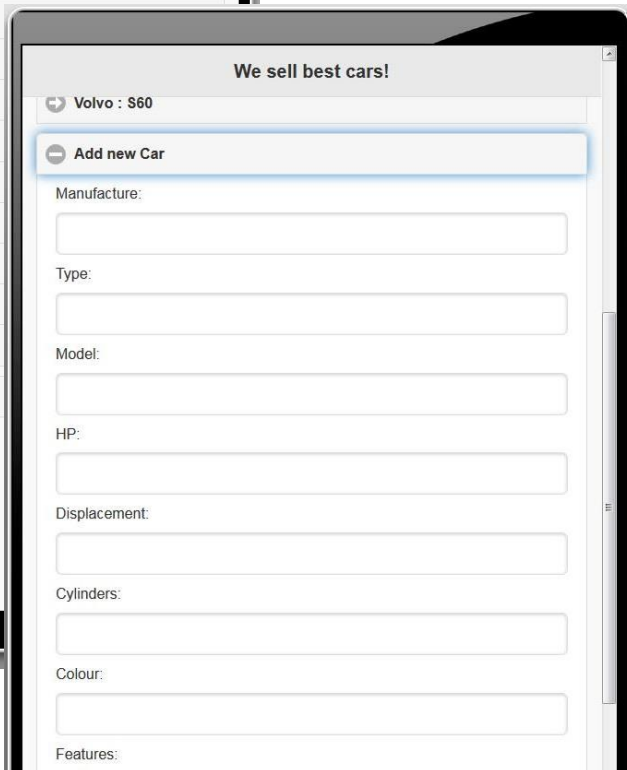 We sell best cars!
Volvo : S60
Add new Car
Manufacture:
Type:
Model:
HP:
Displacement:
Cylinders:
Colour:
Features: